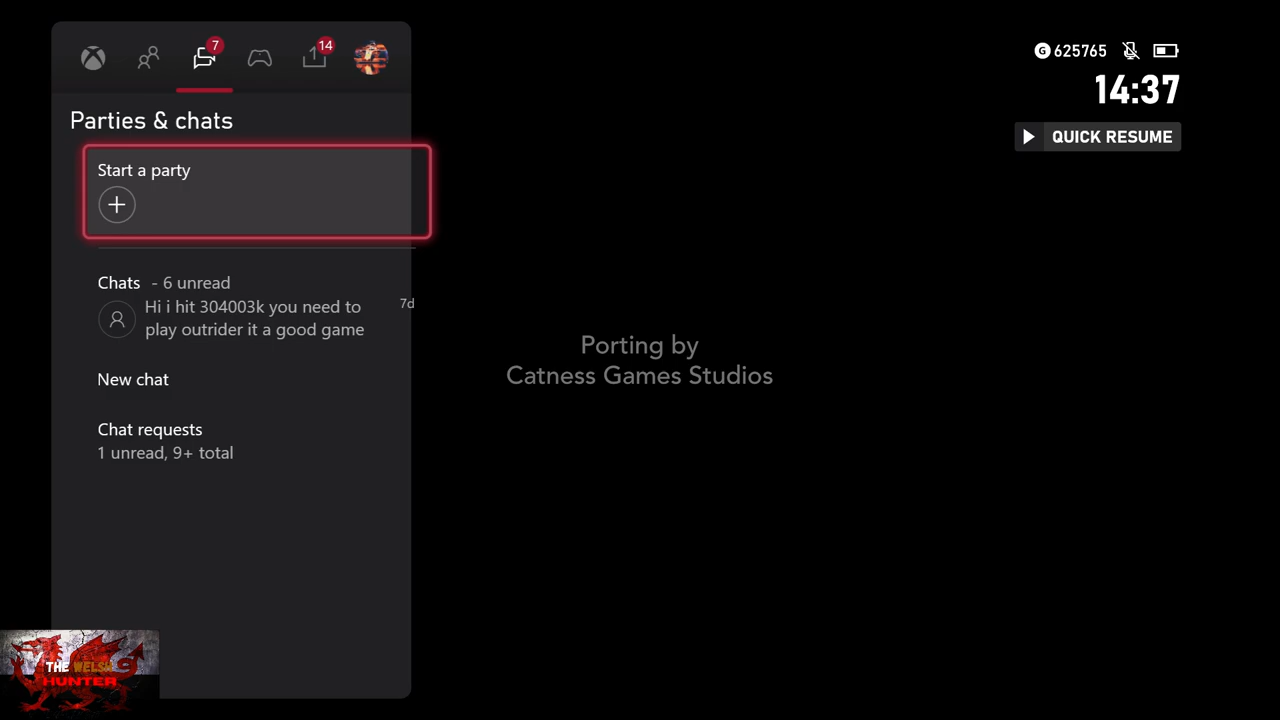 7
14
G 625765
14:37
QUICK RESUME
Parties & chats
Start a party
Chats - 6 unread
Hi i hit 304003k you need to
play outrider it a good game
7d
New chat
Chat requests
1 unread, 9+ total
Porting by
Catness Games Studios
THE WELSH
HUNTER